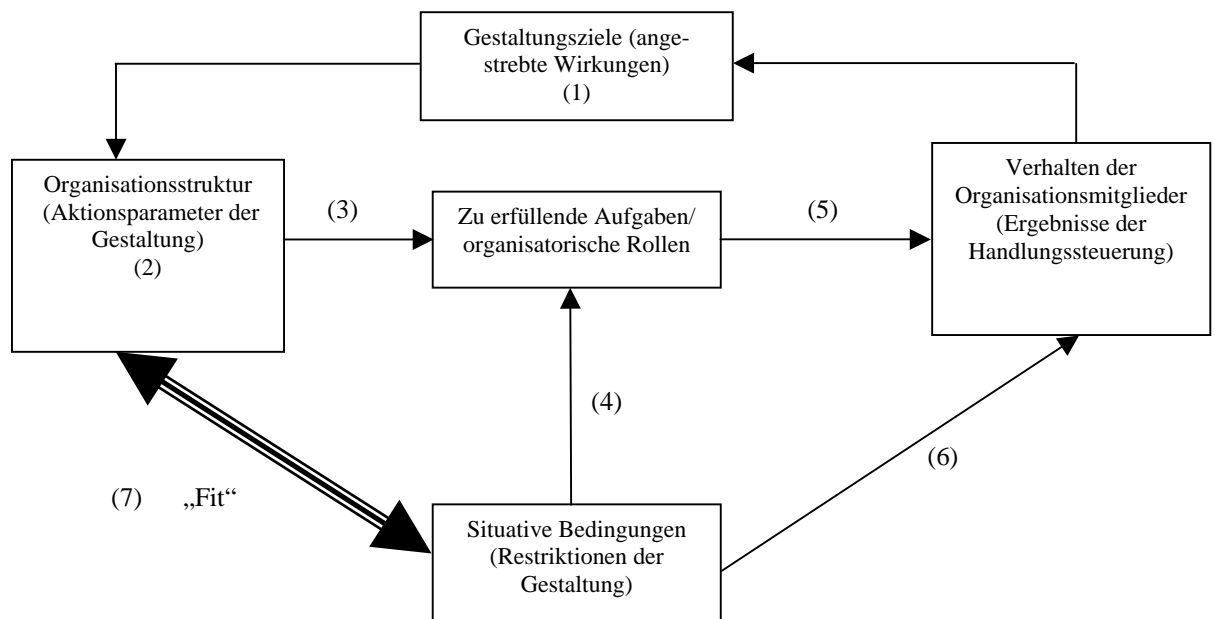 Gestaltungsziele (ange-
strebte Wirkungen)
(1)
Organisationsstruktur
(Aktionsparameter der
Gestaltung)
(2)
(3)
Zu erfüllende Aufgaben/
organisatorische Rollen
(5)
Verhalten der
Organisationsmitglieder
(Ergebnisse der
Handlungssteuerung)
(4)
(6)
(7) „Fit“
Situative Bedingungen
(Restriktionen der
Gestaltung)